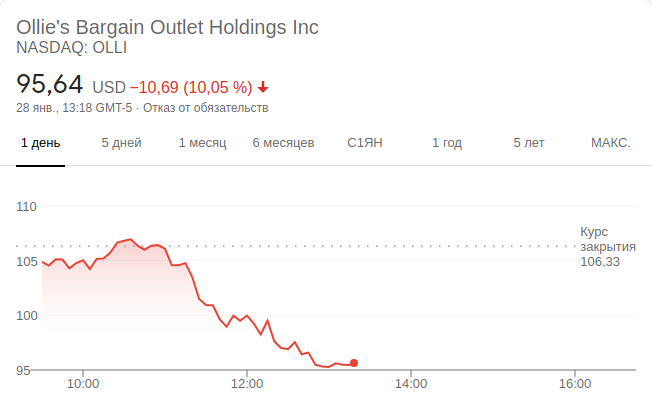 Ollie's Bargain Outlet Holdings Inc
NASDAQ: OLLI
95,64 USD −10,69 (10,05 %)
28 янв., 13:18 GMT-5 · Отказ от обязательств
1 день 5 дней 1 месяц 6 месяцев С1ЯН 1 год 5 лет МАКС.
110
Курс
закрытия
106,33
105
100
95
10:00 12:00 14:00 16:00